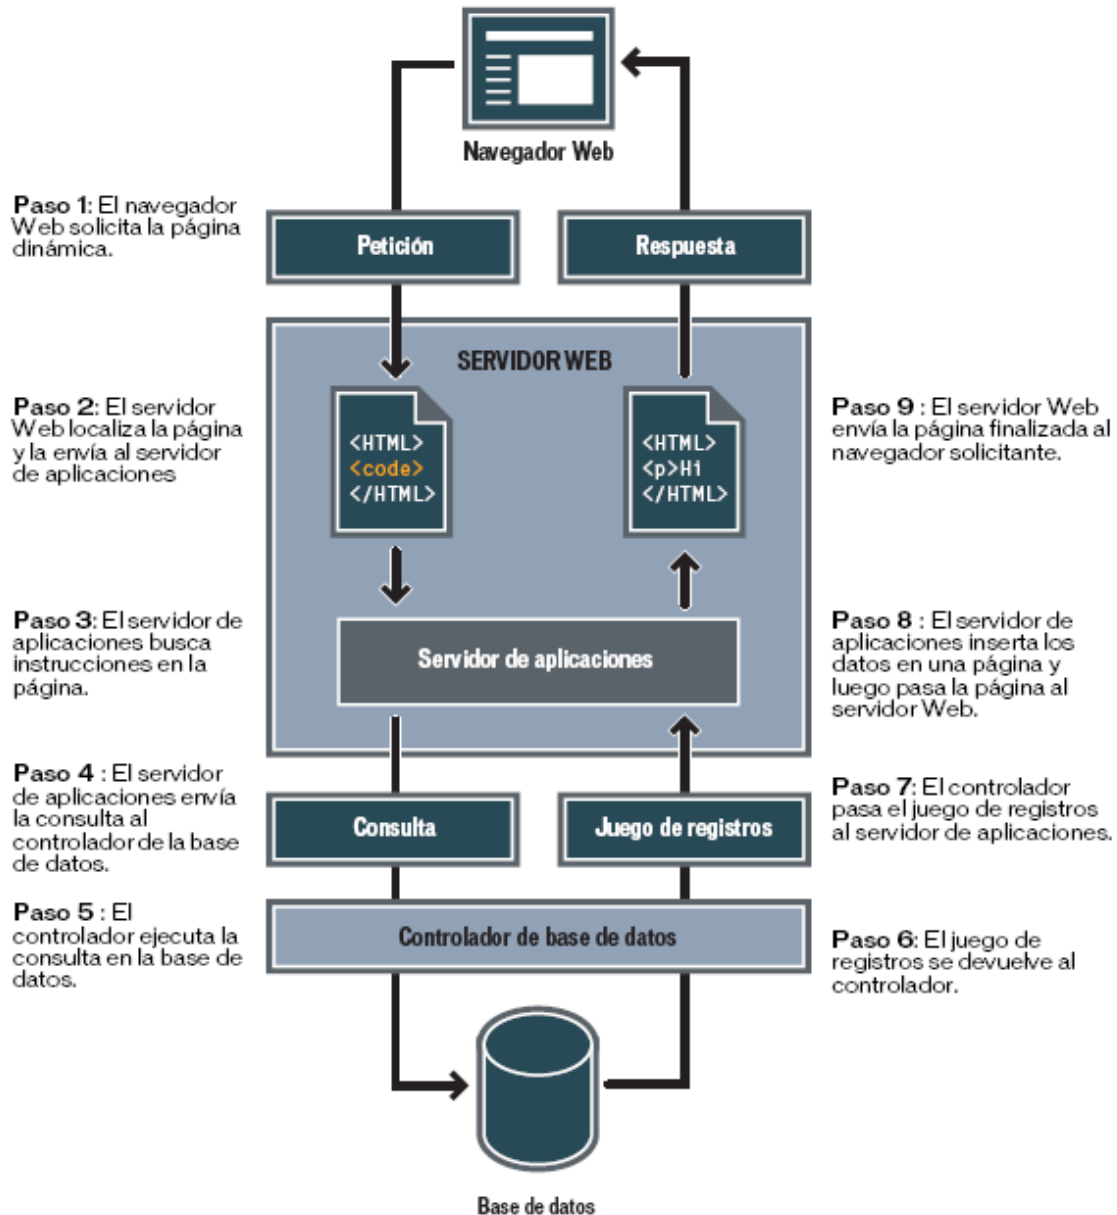 Navegador Web
Paso 1: El navegador
Web solicita la página
dinámica.
Petición
Respuesta
SERVIDOR WEB
Paso 2: El servidor
Web localiza la página
y la envía al servidor
de aplicaciones
<HTML>
<code>
</HTML>
<HTML>
<p>Hi
</HTML>
Paso 9 : El servidor Web
envía la página finalizada al
navegador solicitante.
Paso 3: El servidor de
aplicaciones busca
instrucciones en la
página.
Servidor de aplicaciones
Paso 8 : El servidor de
aplicaciones inserta los
datos en una página y
luego pasa la página al
servidor Web.
Paso 4 : El servidor
de aplicaciones envía
la consulta al
controlador de la base
de datos.
Consulta
Juego de registros
Paso 7: El controlador
pasa el juego de registros
al servidor de aplicaciones.
Paso 5 : El
controlador ejecuta la
consulta en la base de
datos.
Controlador de base de datos
Paso 6: El juego de
registros se devuelve al
controlador.
Base de datos